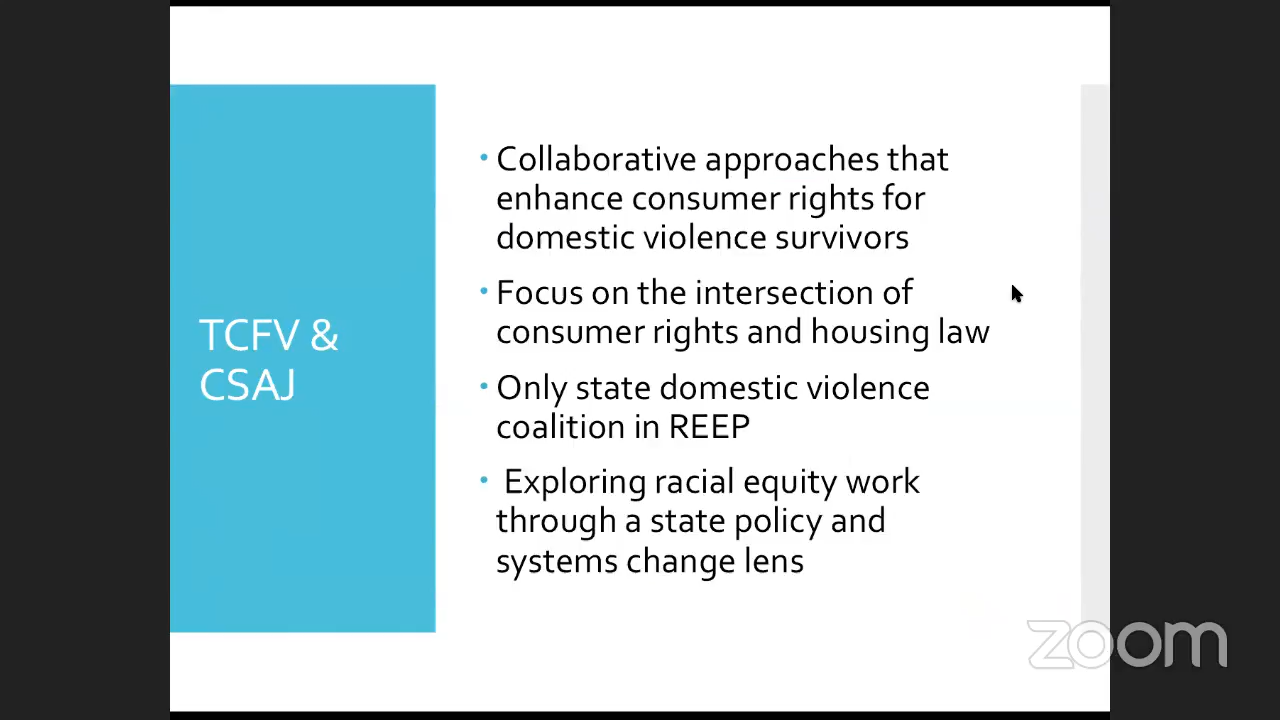 TCFV &
CSAJ
• Collaborative approaches that
enhance consumer rights for
domestic violence survivors
• Focus on the intersection of
consumer rights and housing law
• Only state domestic violence
coalition in REEP
• Exploring racial equity work
through a state policy and
systems change lens
zoom